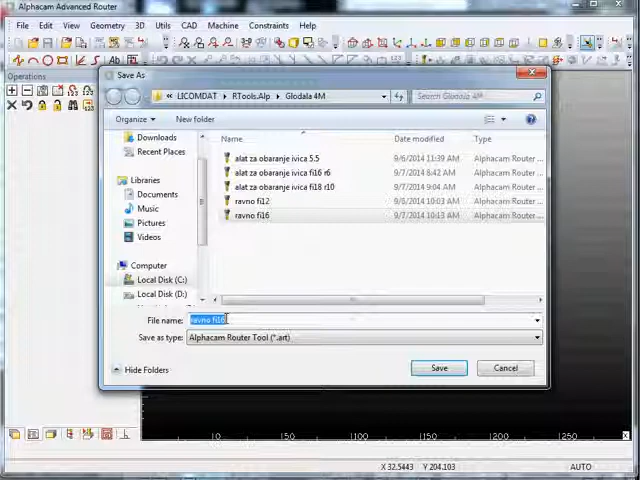 Alphacam Advanced Router
File Edit View Geometry 3D Utils CAD Machine Constraints Help
Operations
Save As
« LICOMDAT RTools.Alp Glodala 4M
Search Glodala 4M
Organize New folder
Name Date modified Type
Downloads
Recent Places
Libraries
Documents
Music
Pictures
Videos
Computer
Local Disk (C:)
Local Disk (D:)
alat za obaranje ivica 5.5 9/6/2014 11:39 AM Alphacam Router ...
alat za obaranje ivica fi16 r6 9/7/2014 8:42 AM Alphacam Router ...
alat za obaranje ivica fi18 r10 9/7/2014 9:04 AM Alphacam Router ...
ravno fi12 9/6/2014 10:03 AM Alphacam Router ...
ravno fi16 9/7/2014 10:13 AM Alphacam Router ...
File name: ravno fi16
Save as type: Alphacam Router Tool (*.art)
Hide Folders
Save Cancel
0 50 100 150 200 250
X 32.5443 Y 204.103 AUTO